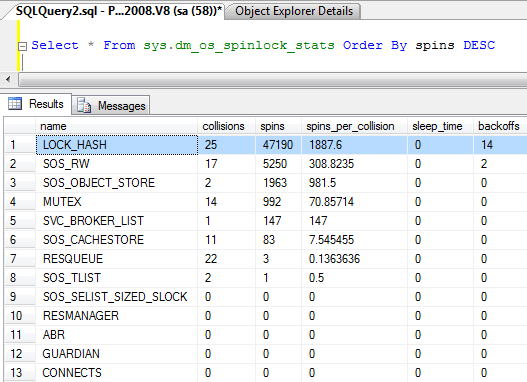 SQLQuery2.sql - P...2008.V8 (sa (58))* Object Explorer Details
Select * From sys.dm_os_spinlock_stats Order By spins DESC
Results Messages
name collisions spins spins_per_collision sleep_time backoffs
1 LOCK_HASH 25 47190 1887.6 0 14
2 SOS_RW 17 5250 308.8235 0 2
3 SOS_OBJECT_STORE 2 1963 981.5 0 0
4 MUTEX 14 992 70.85714 0 0
5 SVC_BROKER_LIST 1 147 147 0 0
6 SOS_CACHESTORE 11 83 7.545455 0 0
7 RESQUEUE 22 3 0.1363636 0 0
8 SOS_TLIST 2 1 0.5 0 0
9 SOS_SELIST_SIZED_SLOCK 0 0 0 0 0
10 RESMANAGER 0 0 0 0 0
11 ABR 0 0 0 0 0
12 GUARDIAN 0 0 0 0 0
13 CONNECTS 0 0 0 0 0